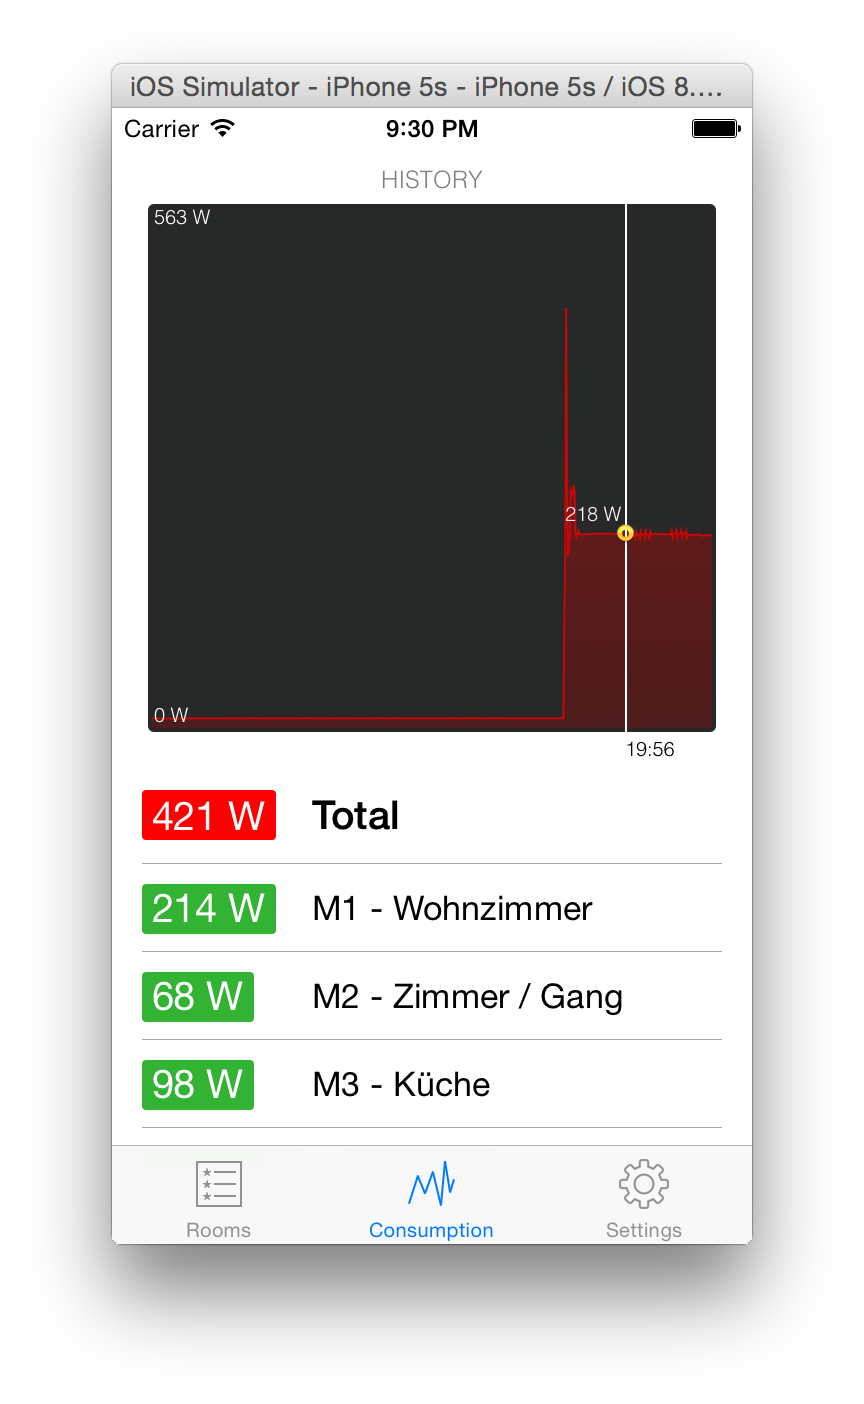 iOS Simulator - iPhone 5s - iPhone 5s / iOS 8....
Carrier 9:30 PM
HISTORY
563 W
218 W
0 W
19:56
421 W Total
214 W M1 - Wohnzimmer
68 W M2 - Zimmer / Gang
98 W M3 - Küche
Rooms Consumption Settings